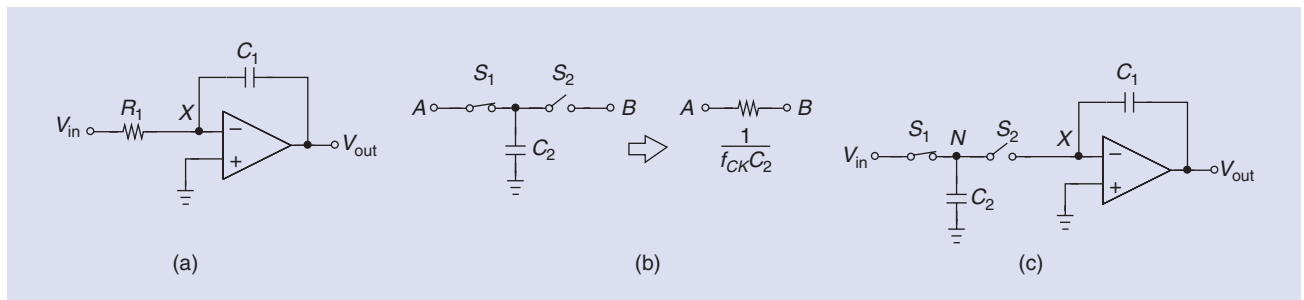 C1
R1
X
Vin
−
+
Vout
(a)
S1
S2
A
B
C2
A
B
1
fCKC2
(b)
C1
S1
N
S2
X
Vin
−
+
Vout
C2
(c)